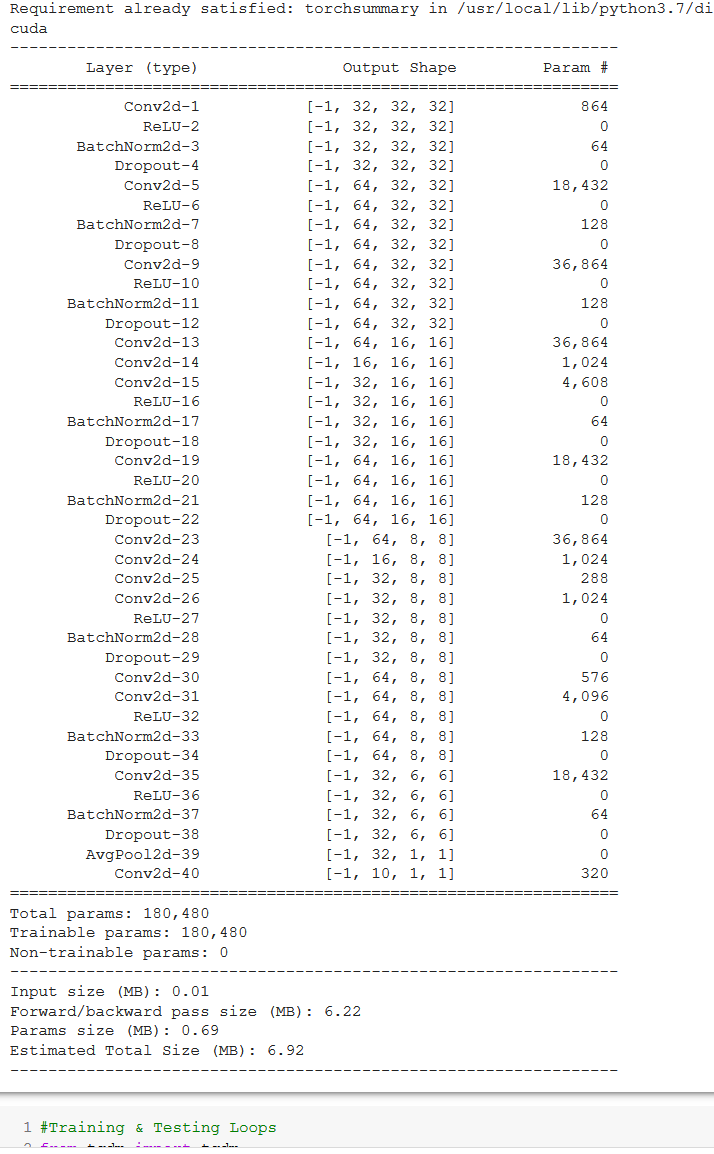 Requirement already satisfied: torchsummary in /usr/local/lib/python3.7/di
cuda
----------------------------------------------------------------
Layer (type) Output Shape Param #
================================================================
Conv2d-1 [-1, 32, 32, 32] 864
ReLU-2 [-1, 32, 32, 32] 0
BatchNorm2d-3 [-1, 32, 32, 32] 64
Dropout-4 [-1, 32, 32, 32] 0
Conv2d-5 [-1, 64, 32, 32] 18,432
ReLU-6 [-1, 64, 32, 32] 0
BatchNorm2d-7 [-1, 64, 32, 32] 128
Dropout-8 [-1, 64, 32, 32] 0
Conv2d-9 [-1, 64, 32, 32] 36,864
ReLU-10 [-1, 64, 32, 32] 0
BatchNorm2d-11 [-1, 64, 32, 32] 128
Dropout-12 [-1, 64, 32, 32] 0
Conv2d-13 [-1, 64, 16, 16] 36,864
Conv2d-14 [-1, 16, 16, 16] 1,024
Conv2d-15 [-1, 32, 16, 16] 4,608
ReLU-16 [-1, 32, 16, 16] 0
BatchNorm2d-17 [-1, 32, 16, 16] 64
Dropout-18 [-1, 32, 16, 16] 0
Conv2d-19 [-1, 64, 16, 16] 18,432
ReLU-20 [-1, 64, 16, 16] 0
BatchNorm2d-21 [-1, 64, 16, 16] 128
Dropout-22 [-1, 64, 16, 16] 0
Conv2d-23 [-1, 64, 8, 8] 36,864
Conv2d-24 [-1, 16, 8, 8] 1,024
Conv2d-25 [-1, 32, 8, 8] 288
Conv2d-26 [-1, 32, 8, 8] 1,024
ReLU-27 [-1, 32, 8, 8] 0
BatchNorm2d-28 [-1, 32, 8, 8] 64
Dropout-29 [-1, 32, 8, 8] 0
Conv2d-30 [-1, 64, 8, 8] 576
Conv2d-31 [-1, 64, 8, 8] 4,096
ReLU-32 [-1, 64, 8, 8] 0
BatchNorm2d-33 [-1, 64, 8, 8] 128
Dropout-34 [-1, 64, 8, 8] 0
Conv2d-35 [-1, 32, 6, 6] 18,432
ReLU-36 [-1, 32, 6, 6] 0
BatchNorm2d-37 [-1, 32, 6, 6] 64
Dropout-38 [-1, 32, 6, 6] 0
AvgPool2d-39 [-1, 32, 1, 1] 0
Conv2d-40 [-1, 10, 1, 1] 320
================================================================
Total params: 180,480
Trainable params: 180,480
Non-trainable params: 0
----------------------------------------------------------------
Input size (MB): 0.01
Forward/backward pass size (MB): 6.22
Params size (MB): 0.69
Estimated Total Size (MB): 6.92
----------------------------------------------------------------
1 #Training & Testing Loops